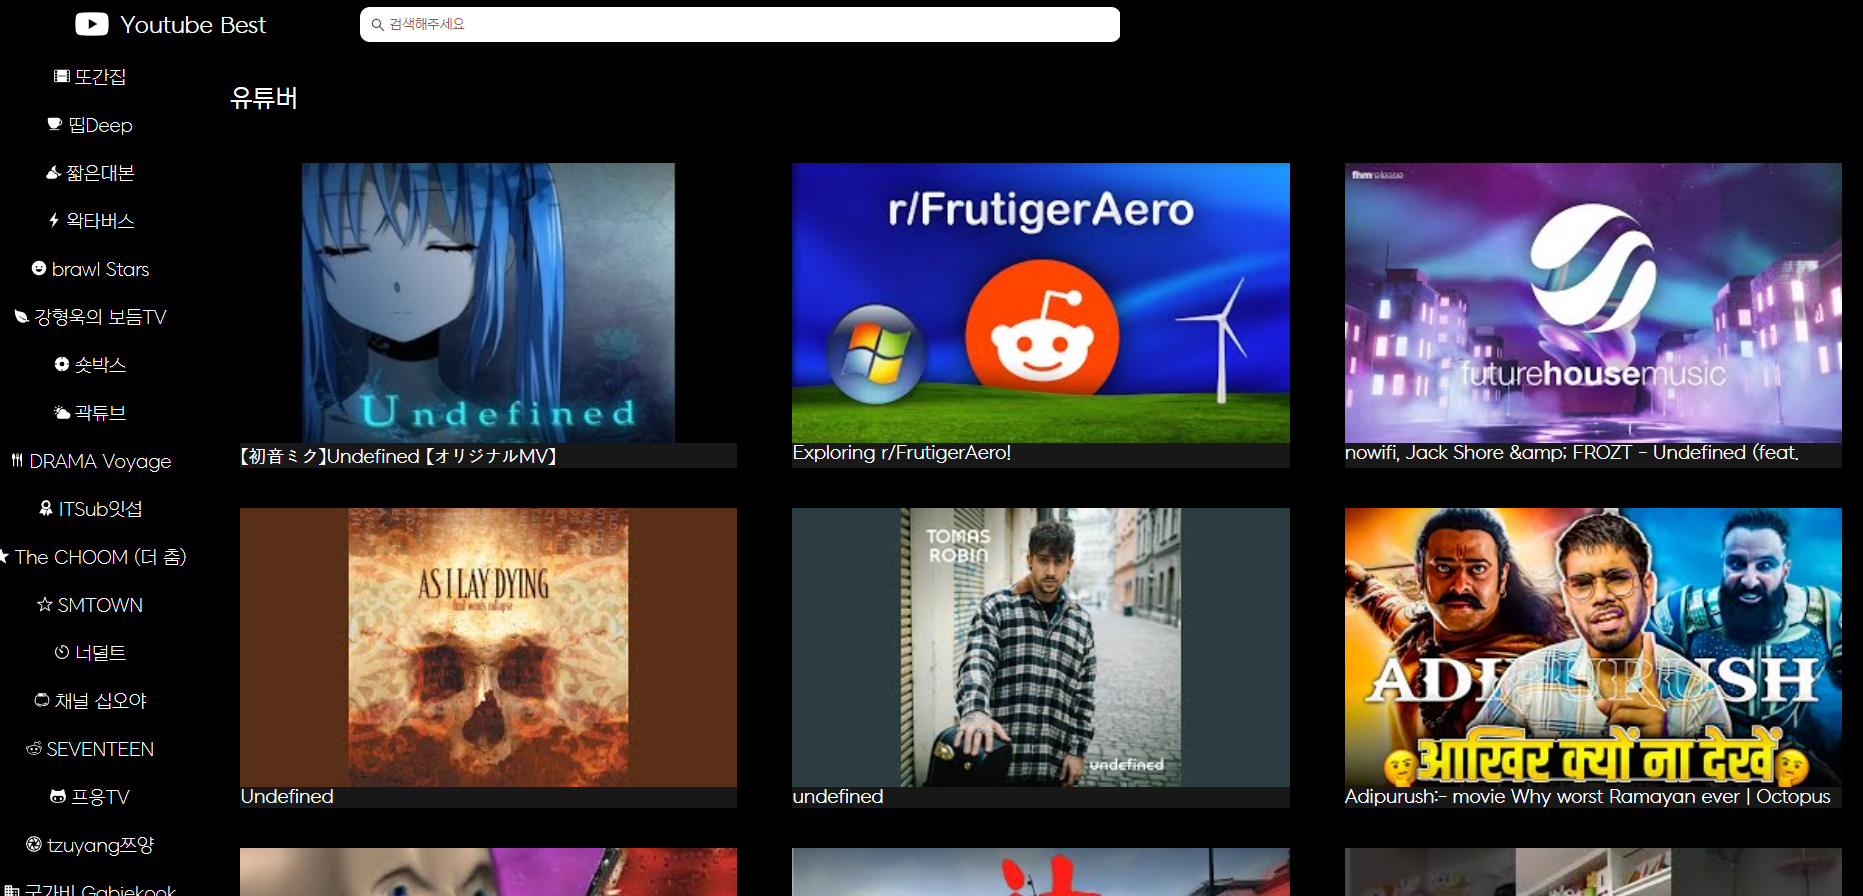 Youtube Best
검색해주세요
또간집
띱Deep
짧은대본
왁타버스
brawl Stars
강형욱의 보듬TV
숏박스
곽튜브
DRAMA Voyage
ITSub잇섭
The CHOOM (더 춤)
SMTOWN
너덜트
채널 십오야
SEVENTEEN
프응TV
tzuyang쯔양
국가비 Gabiekook
유튜버
Undefined
【初音ミク】Undefined【オリジナルMV】
r/FrutigerAero
Exploring r/FrutigerAero!
fhmrelease
futurehousemusic
nowifi, Jack Shore &amp; FROZT - Undefined (feat.
AS I LAY DYING
Undefined
TOMAS
ROBIN
undefined
undefined
ADIPURUSH
आखिर क्यों ना देखें
Adipurush:- movie Why worst Ramayan ever | Octopus